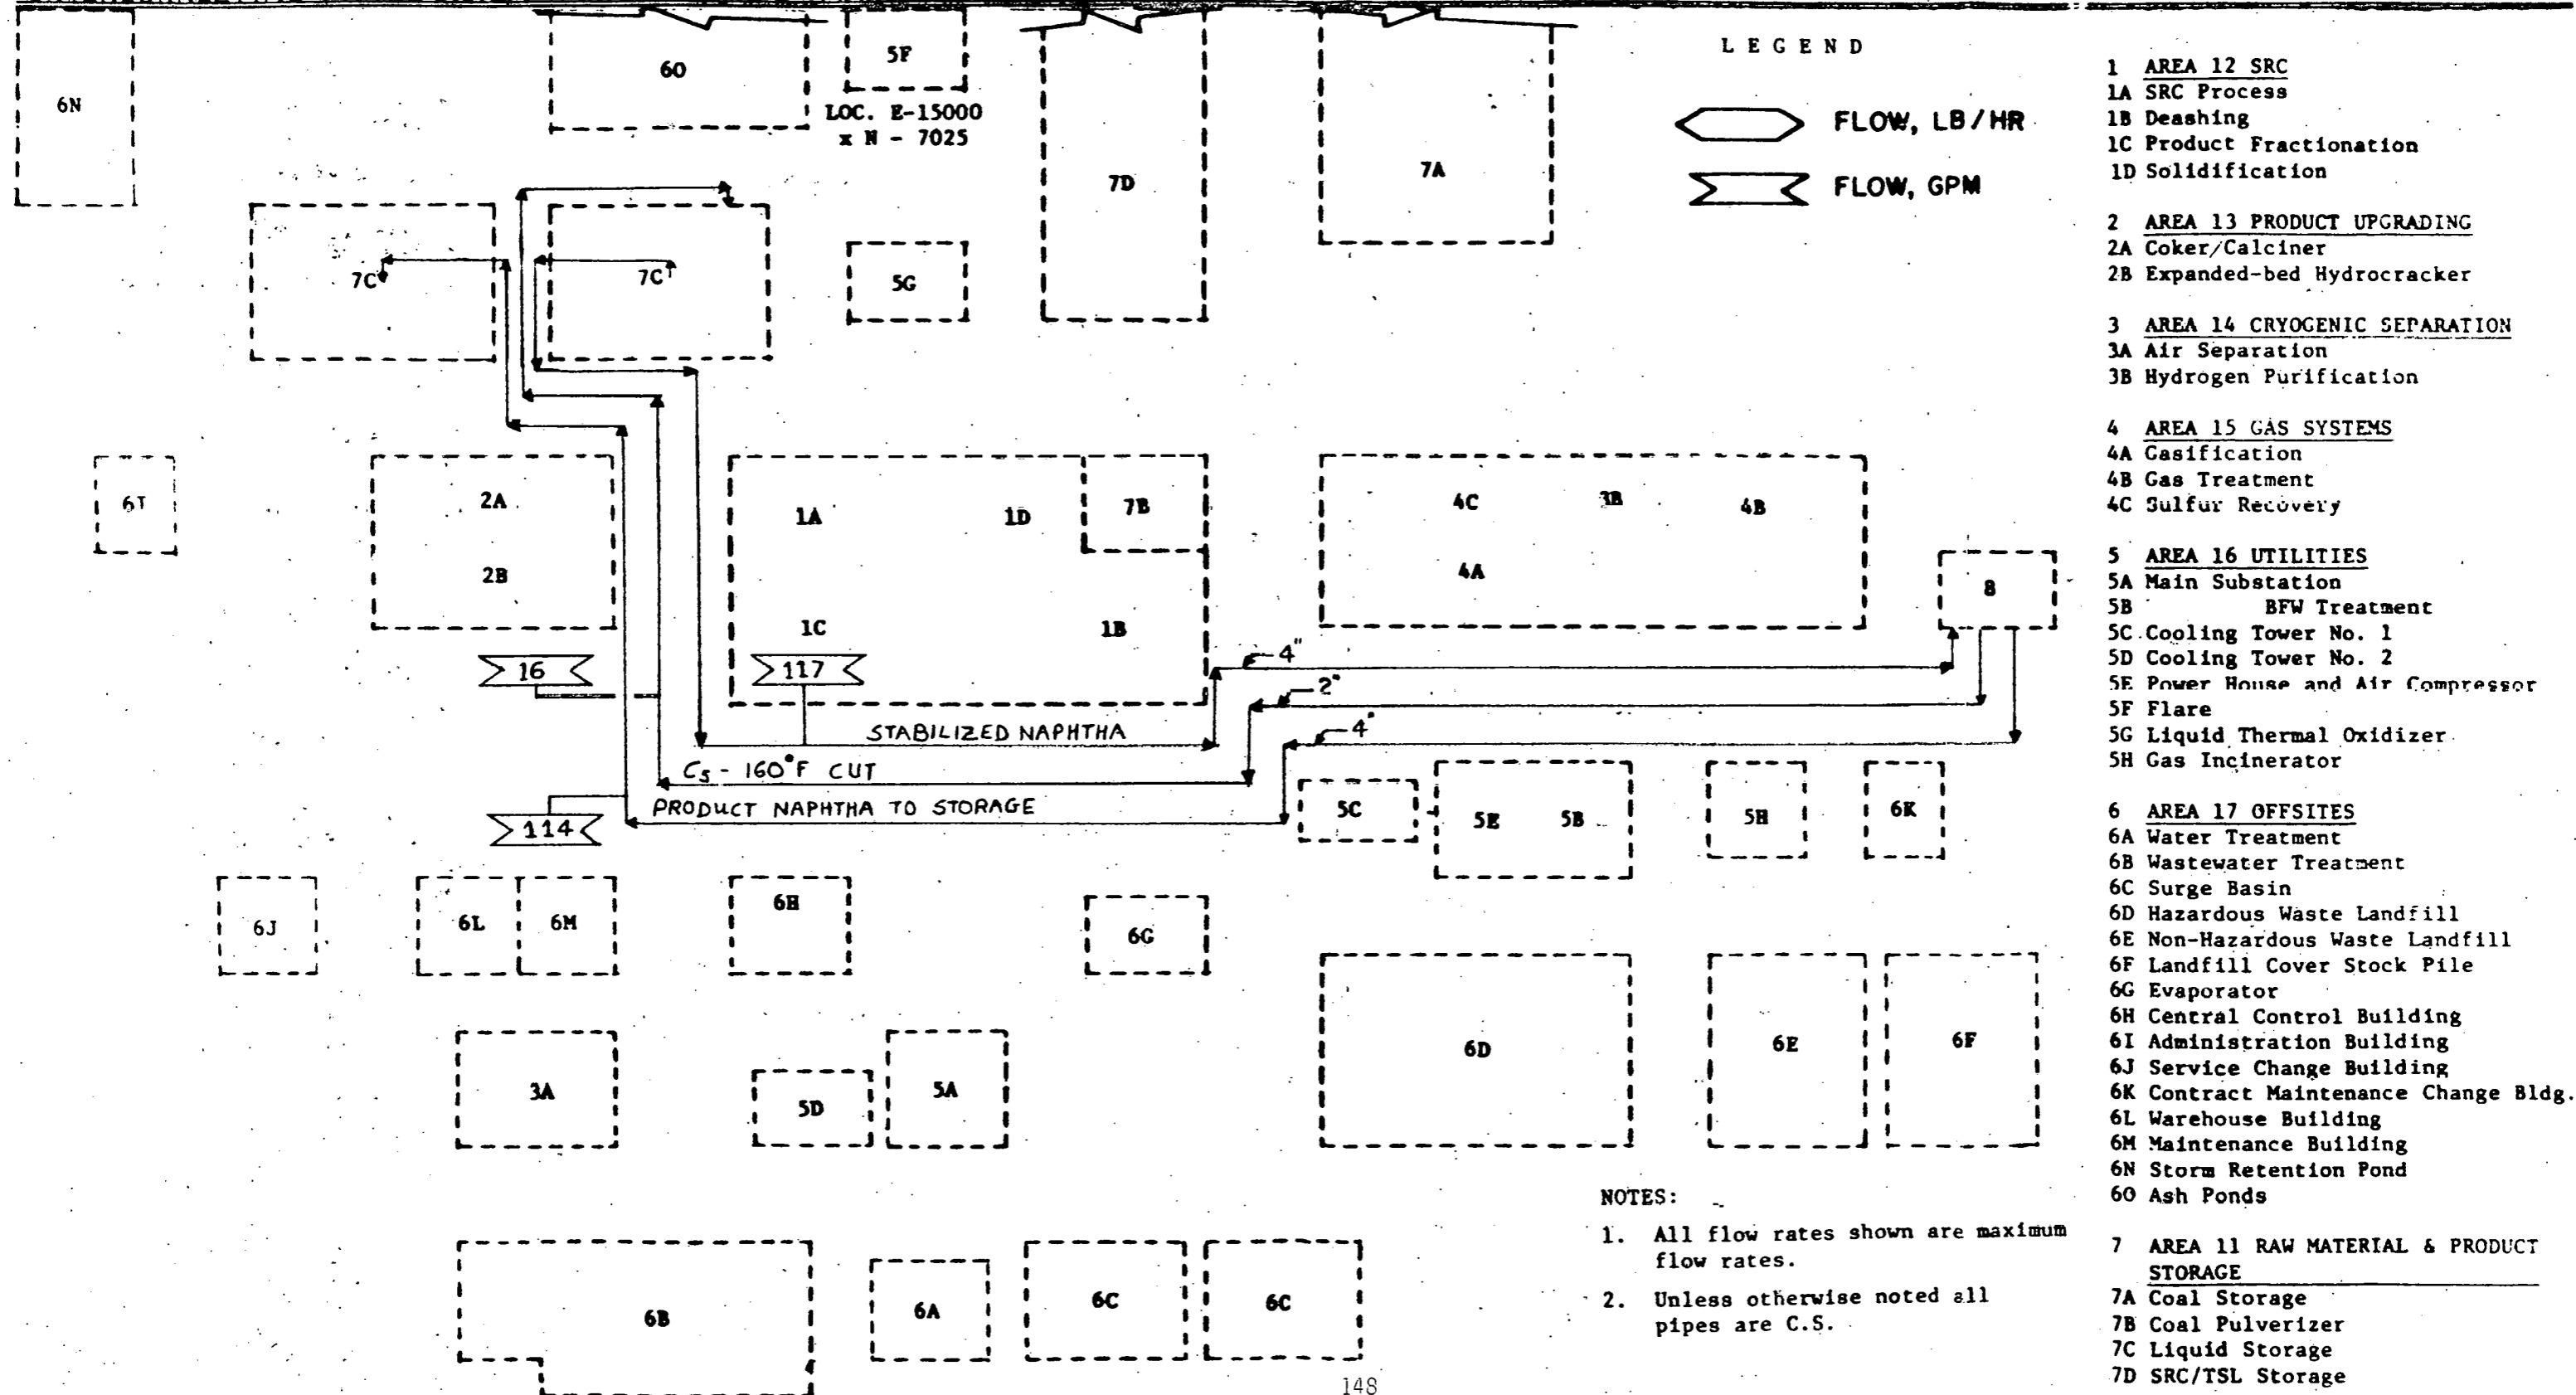 6N
60
5F
LOC. E-15000
x N - 7025
7D
7A
7C
7C
5G
LEGEND
FLOW, LB/HR
FLOW, GPM
6I
2A
2B
1A
1D
7B
1C
1B
4C
3B
4B
4A
8
16
117
114
4"
2"
4"
STABILIZED NAPHTHA
C5 - 160°F CUT
PRODUCT NAPHTHA TO STORAGE
5C
5E
5B
5H
6K
6J
6L
6M
6H
6G
6D
6E
6F
3A
5D
5A
6B
6A
6C
6C
NOTES:
1. All flow rates shown are maximum
flow rates.
2. Unless otherwise noted all
pipes are C.S.
148
1 AREA 12 SRC
1A SRC Process
1B Deashing
1C Product Fractionation
1D Solidification
2 AREA 13 PRODUCT UPGRADING
2A Coker/Calciner
2B Expanded-bed Hydrocracker
3 AREA 14 CRYOGENIC SEPARATION
3A Air Separation
3B Hydrogen Purification
4 AREA 15 GAS SYSTEMS
4A Gasification
4B Gas Treatment
4C Sulfur Recovery
5 AREA 16 UTILITIES
5A Main Substation
5B BFW Treatment
5C Cooling Tower No. 1
5D Cooling Tower No. 2
5E Power House and Air Compressor
5F Flare
5G Liquid Thermal Oxidizer
5H Gas Incinerator
6 AREA 17 OFFSITES
6A Water Treatment
6B Wastewater Treatment
6C Surge Basin
6D Hazardous Waste Landfill
6E Non-Hazardous Waste Landfill
6F Landfill Cover Stock Pile
6G Evaporator
6H Central Control Building
6I Administration Building
6J Service Change Building
6K Contract Maintenance Change Bldg.
6L Warehouse Building
6M Maintenance Building
6N Storm Retention Pond
60 Ash Ponds
7 AREA 11 RAW MATERIAL & PRODUCT
STORAGE
7A Coal Storage
7B Coal Pulverizer
7C Liquid Storage
7D SRC/TSL Storage